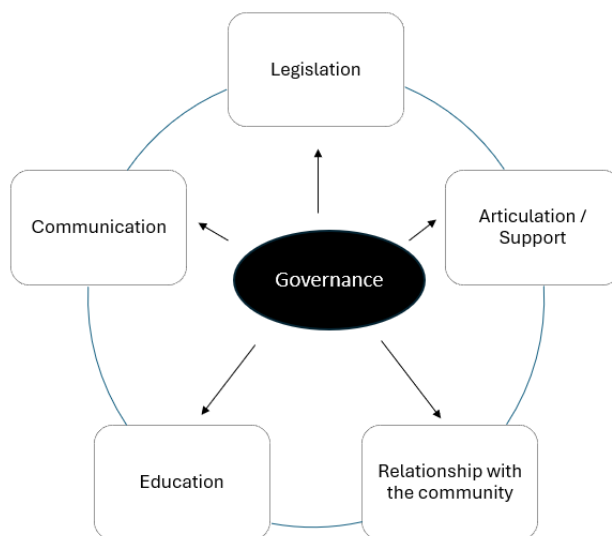 Legislation
Communication
Articulation /
Support
Governance
Education
Relationship with
the community